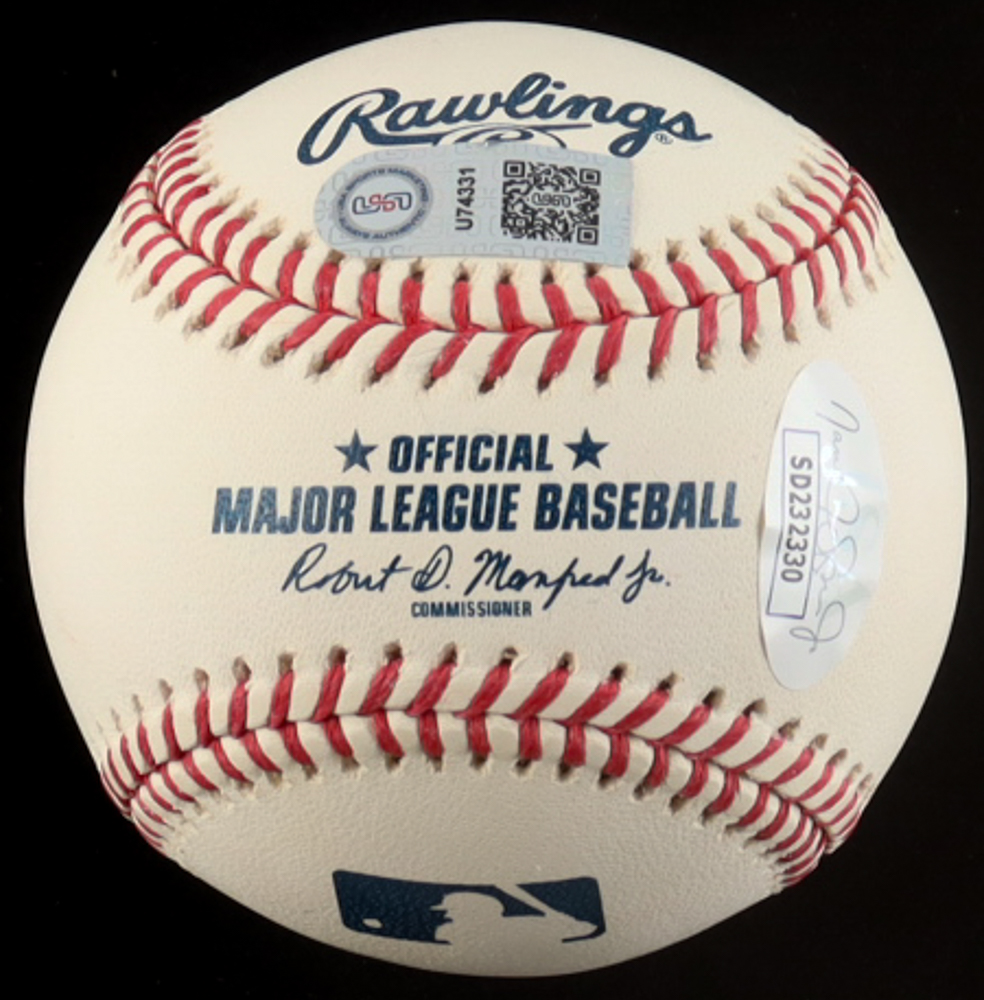 Rawlings®
U74331
★ OFFICIAL ★
MAJOR LEAGUE BASEBALL
Robert D. Manfred Jr.
COMMISSIONER
SD232330